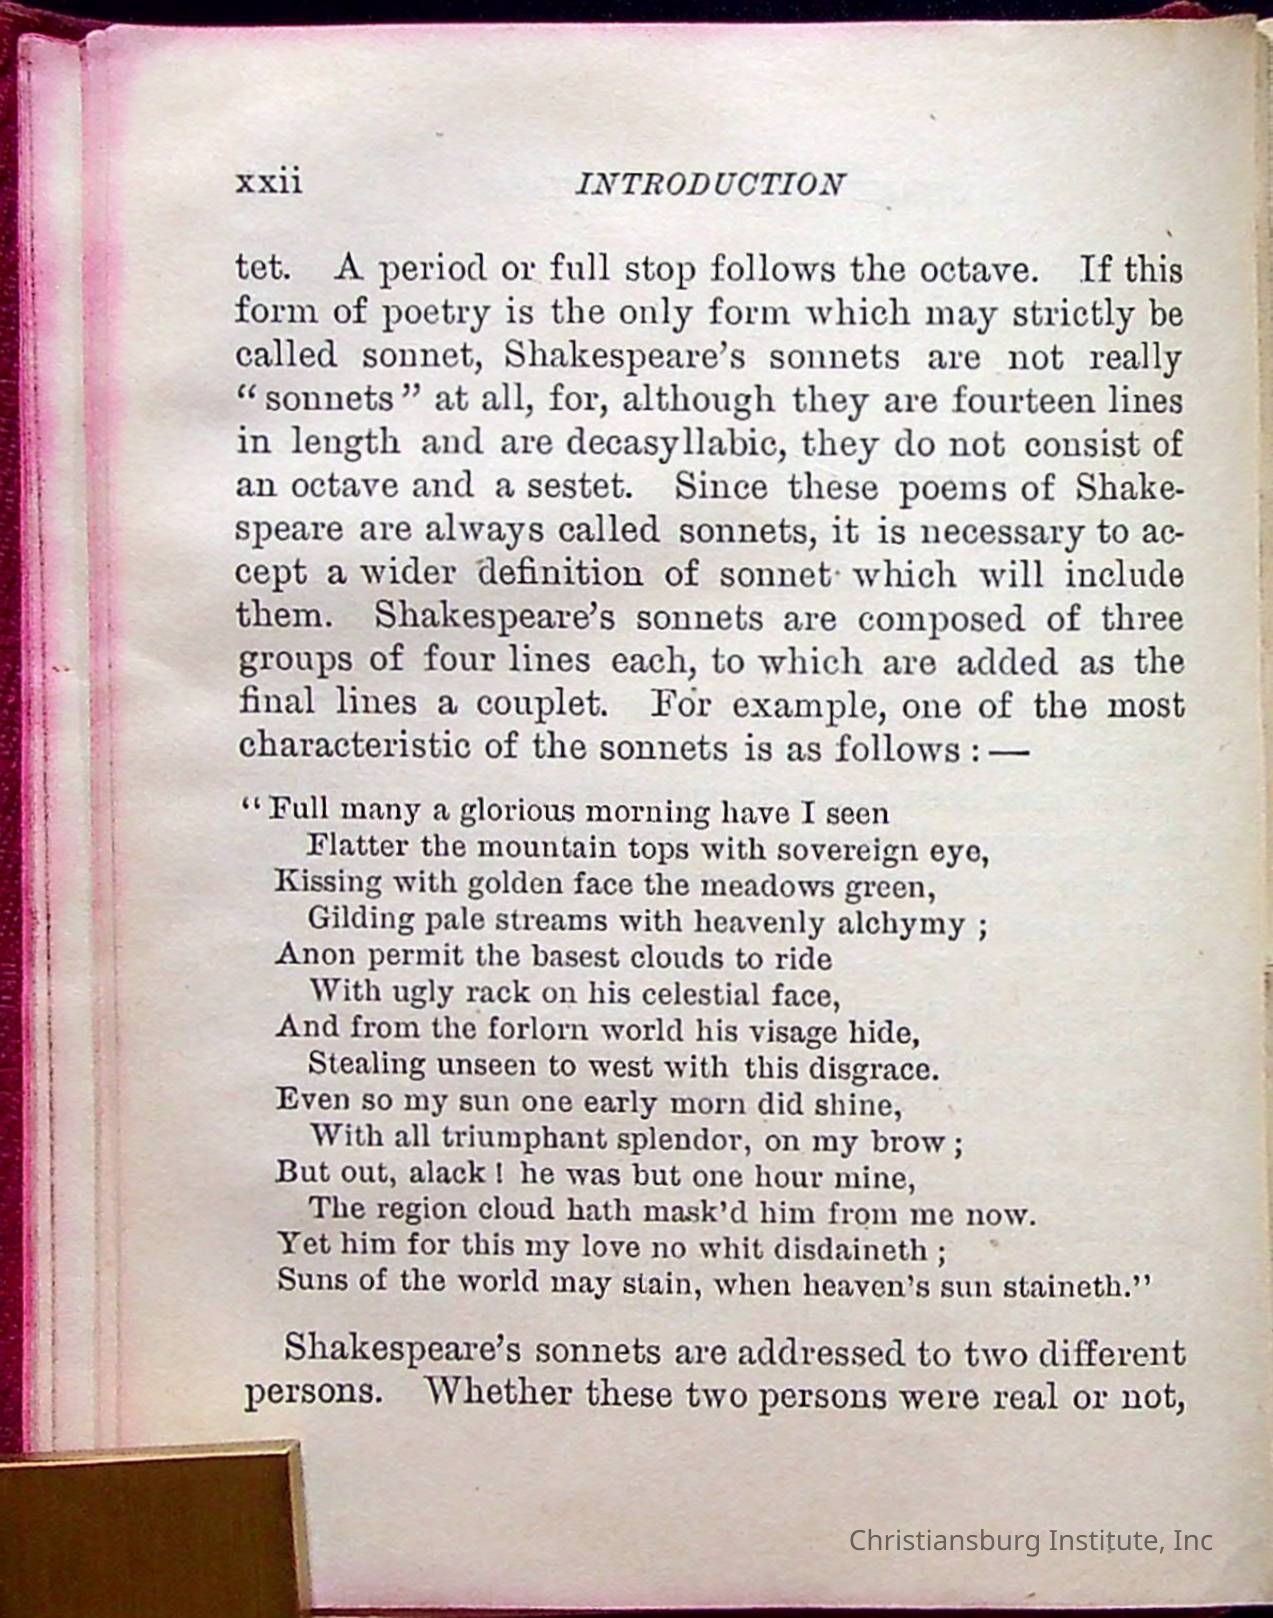 xxii INTRODUCTION
tet. A period or full stop follows the octave. If this
form of poetry is the only form which may strictly be
called sonnet, Shakespeare's sonnets are not really
“sonnets” at all, for, although they are fourteen lines
in length and are decasyllabic, they do not consist of
an octave and a sestet. Since these poems of Shake-
speare are always called sonnets, it is necessary to ac-
cept a wider definition of sonnet which will include
them. Shakespeare's sonnets are composed of three
groups of four lines each, to which are added as the
final lines a couplet. For example, one of the most
characteristic of the sonnets is as follows : —
“Full many a glorious morning have I seen
Flatter the mountain tops with sovereign eye,
Kissing with golden face the meadows green,
Gilding pale streams with heavenly alchymy ;
Anon permit the basest clouds to ride
With ugly rack on his celestial face,
And from the forlorn world his visage hide,
Stealing unseen to west with this disgrace.
Even so my sun one early morn did shine,
With all triumphant splendor, on my brow ;
But out, alack ! he was but one hour mine,
The region cloud hath mask'd him from me now.
Yet him for this my love no whit disdaineth ;
Suns of the world may stain, when heaven's sun staineth.”
Shakespeare's sonnets are addressed to two different
persons. Whether these two persons were real or not,
Christiansburg Institute, Inc